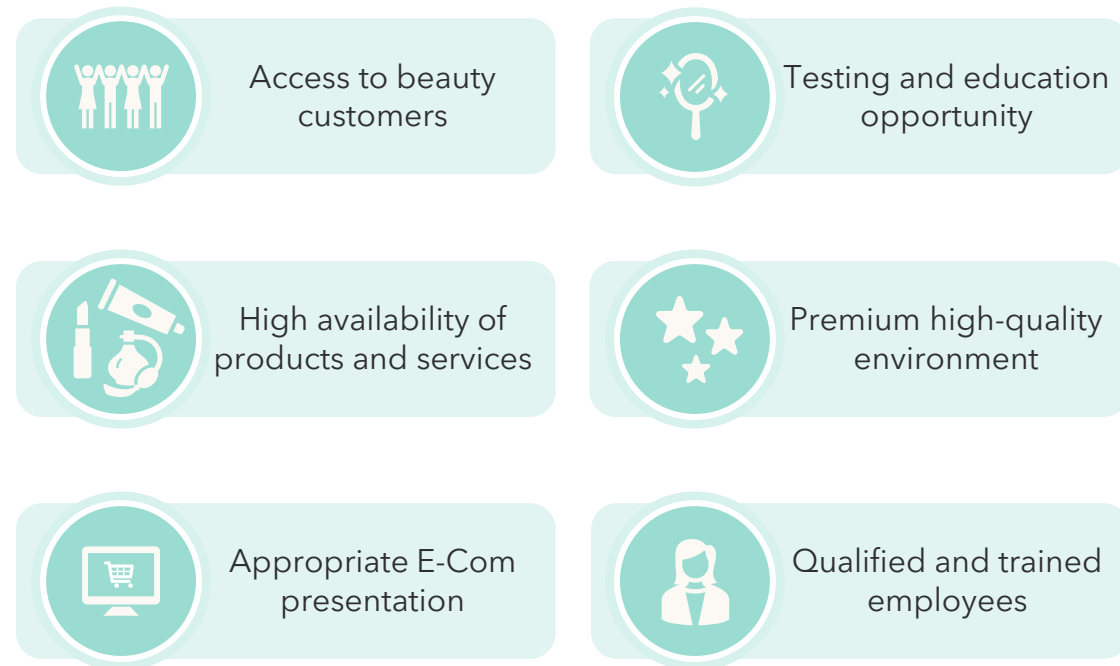 Access to beauty
customers
Testing and education
opportunity
High availability of
products and services
Premium high-quality
environment
Appropriate E-Com
presentation
Qualified and trained
employees